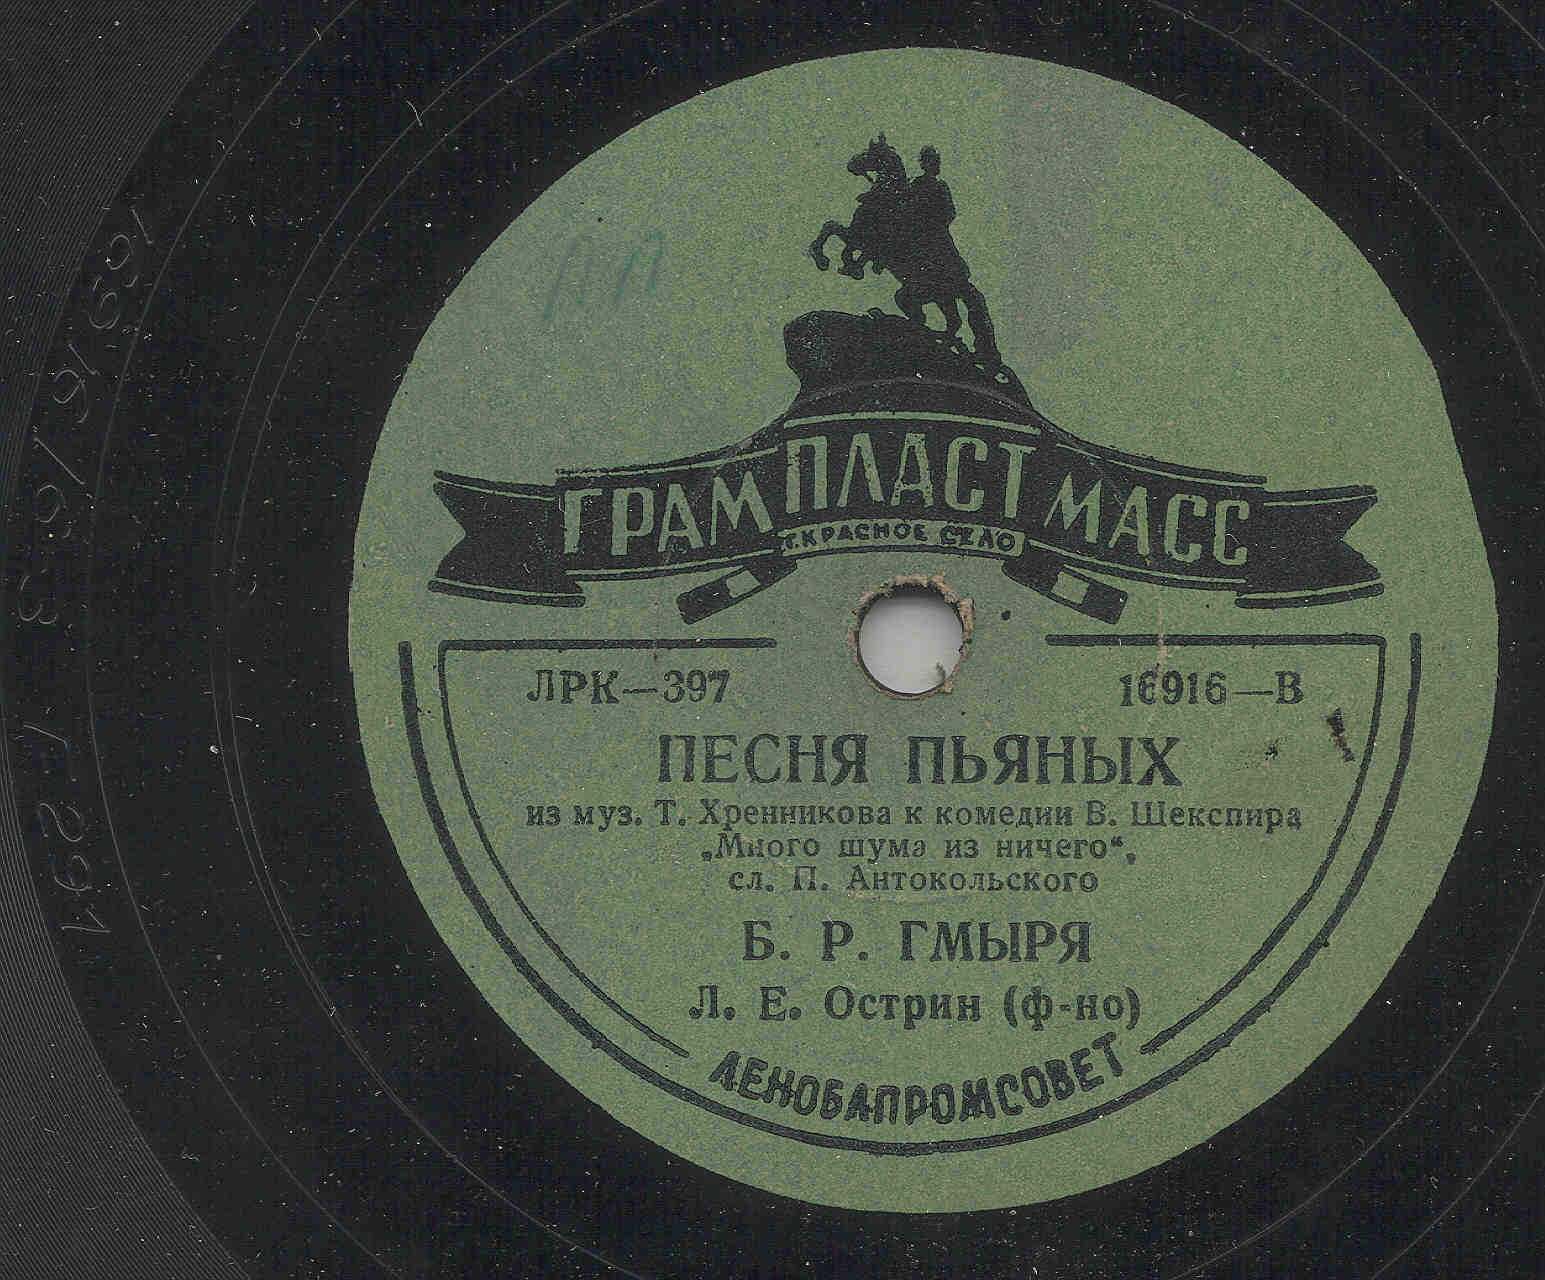 ГРАМПЛАСТМАСС
Г. КРАСНОЕ СЕЛО
ЛРК—397
16916—В
ПЕСНЯ ПЬЯНЫХ
из муз. Т. Хренникова к комедии В. Шекспира
„Много шума из ничего“,
сл. П. Антокольского
Б. Р. ГМЫРЯ
Л. Е. Острин (ф-но)
ЛЕНОБЛПРОМСОВЕТ